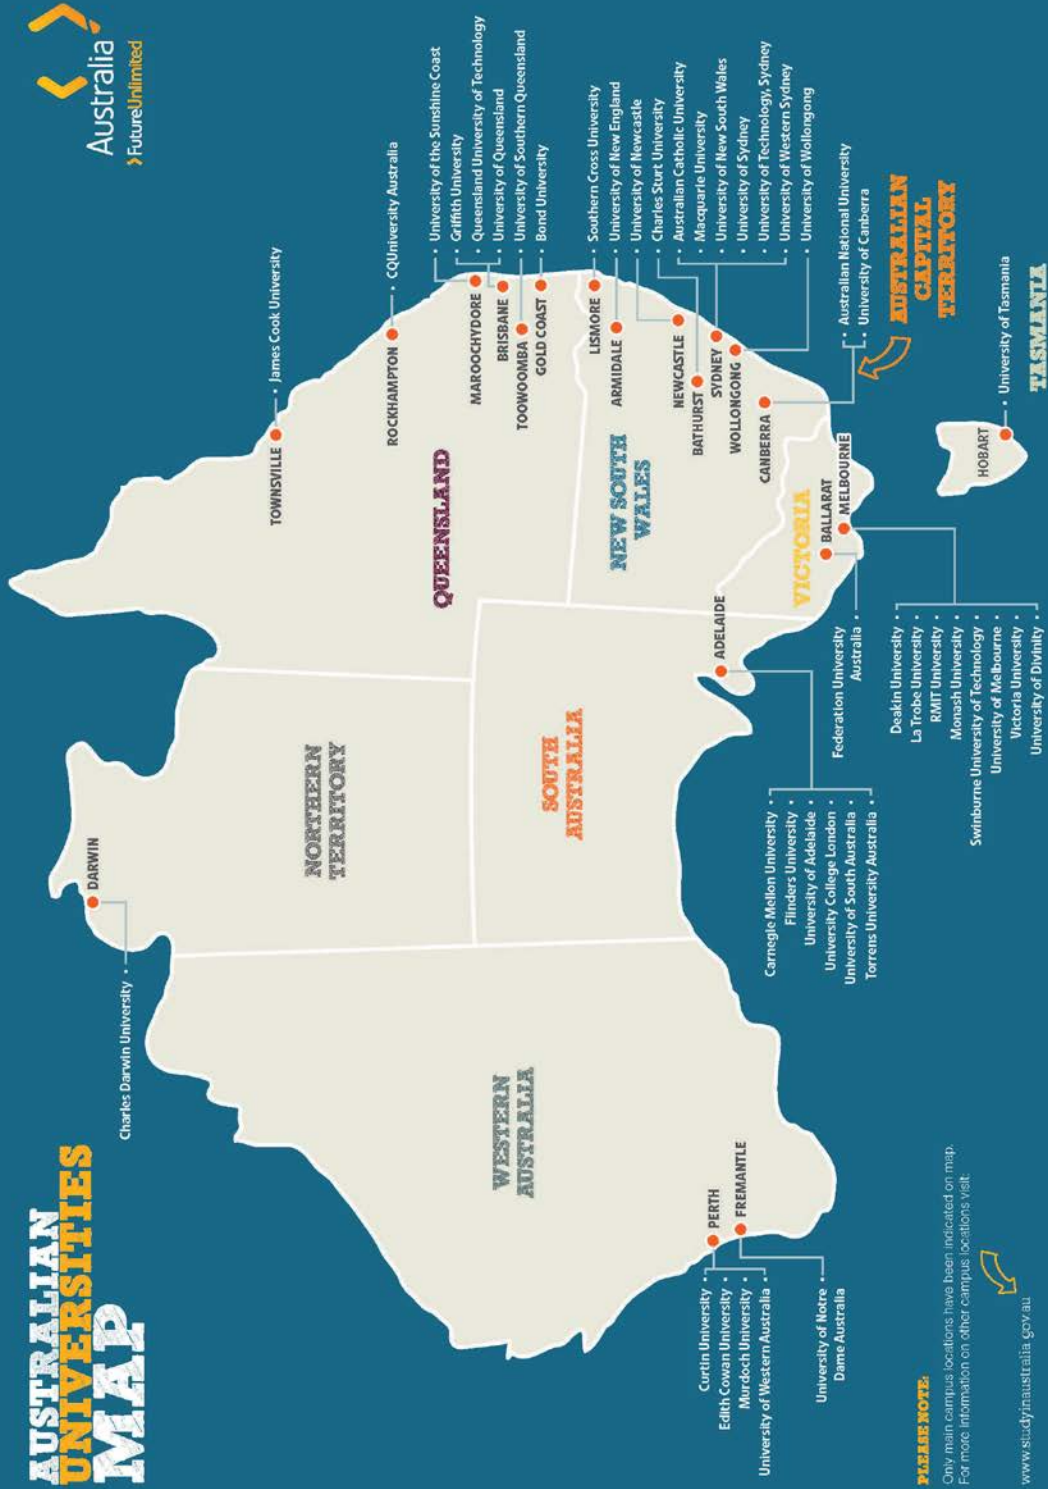 AUSTRALIAN
UNIVERSITIES
MAP
Australia
FutureUnlimited
DARWIN
Charles Darwin University
TOWNSVILLE
James Cook University
ROCKHAMPTON
CQUniversity Australia
MAROOCHYDORE
University of the Sunshine Coast
BRISBANE
Griffith University
Queensland University of Technology
University of Queensland
TOOWOOMBA
University of Southern Queensland
GOLD COAST
Bond University
LISMORE
Southern Cross University
ARMIDALE
University of New England
NEWCASTLE
University of Newcastle
BATHURST
Charles Sturt University
SYDNEY
Australian Catholic University
Macquarie University
University of New South Wales
University of Sydney
University of Technology, Sydney
University of Western Sydney
WOLLONGONG
University of Wollongong
CANBERRA
Australian National University
University of Canberra
AUSTRALIAN
CAPITAL
TERRITORY
WESTERN
AUSTRALIA
NORTHERN
TERRITORY
SOUTH
AUSTRALIA
QUEENSLAND
NEW SOUTH
WALES
VICTORIA
PERTH
Curtin University
Edith Cowan University
Murdoch University
University of Western Australia
FREMANTLE
University of Notre
Dame Australia
ADELAIDE
Carnegie Mellon University
Flinders University
University of Adelaide
University College London
University of South Australia
Torrens University Australia
BALLARAT
Federation University
Australia
MELBOURNE
Deakin University
La Trobe University
RMIT University
Monash University
Swinburne University of Technology
University of Melbourne
Victoria University
University of Divinity
HOBART
University of Tasmania
TASMANIA
PLEASE NOTE:
Only main campus locations have been indicated on map.
For more information on other campus locations visit:
www.studyinaustralia.gov.au